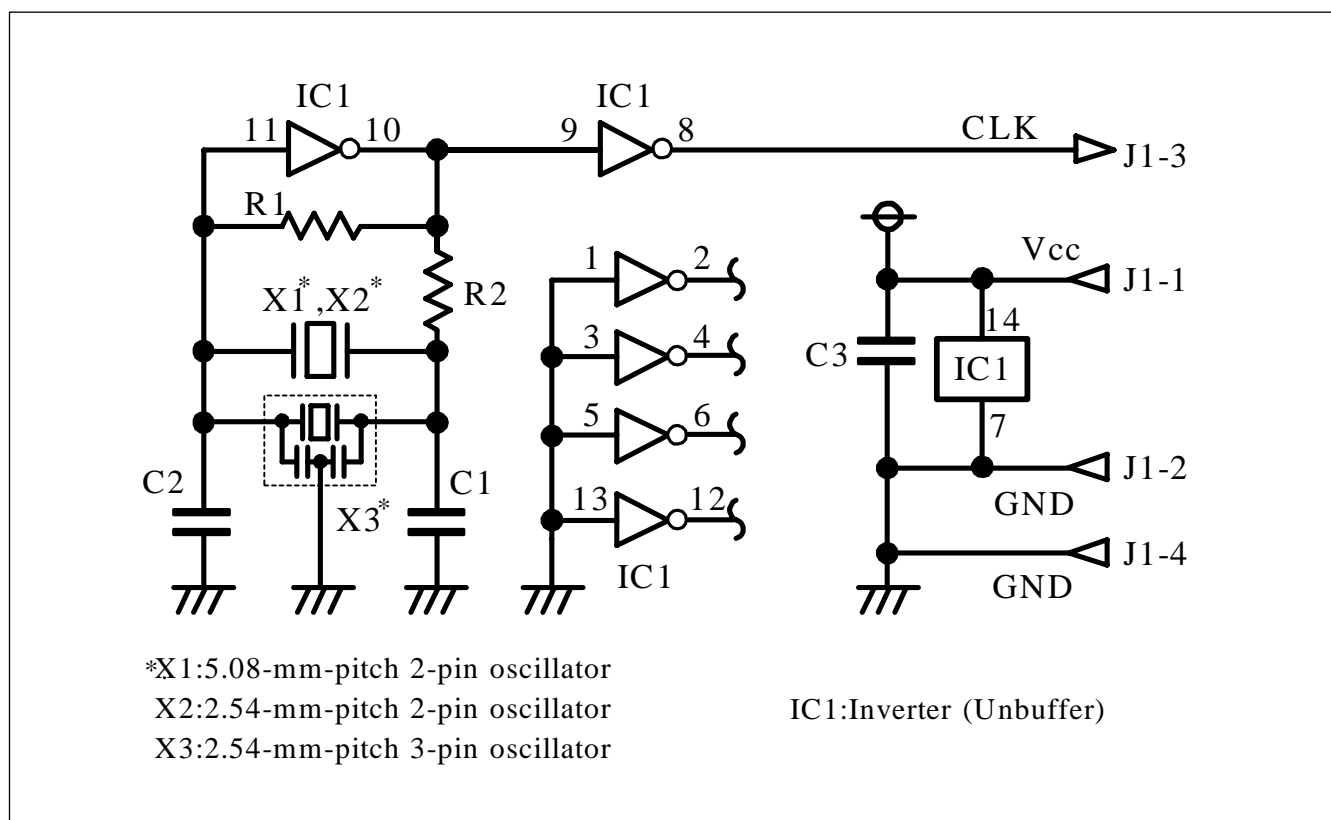 IC1
IC1
11
10
9
8
CLK
J1-3
R1
1
2
Vcc
X1*,X2*
R2
J1-1
14
3
4
C3
IC1
5
6
7
C2
C1
J1-2
13
12
GND
X3*
J1-4
IC1
GND
*X1:5.08-mm-pitch 2-pin oscillator
X2:2.54-mm-pitch 2-pin oscillator
IC1:Inverter (Unbuffer)
X3:2.54-mm-pitch 3-pin oscillator